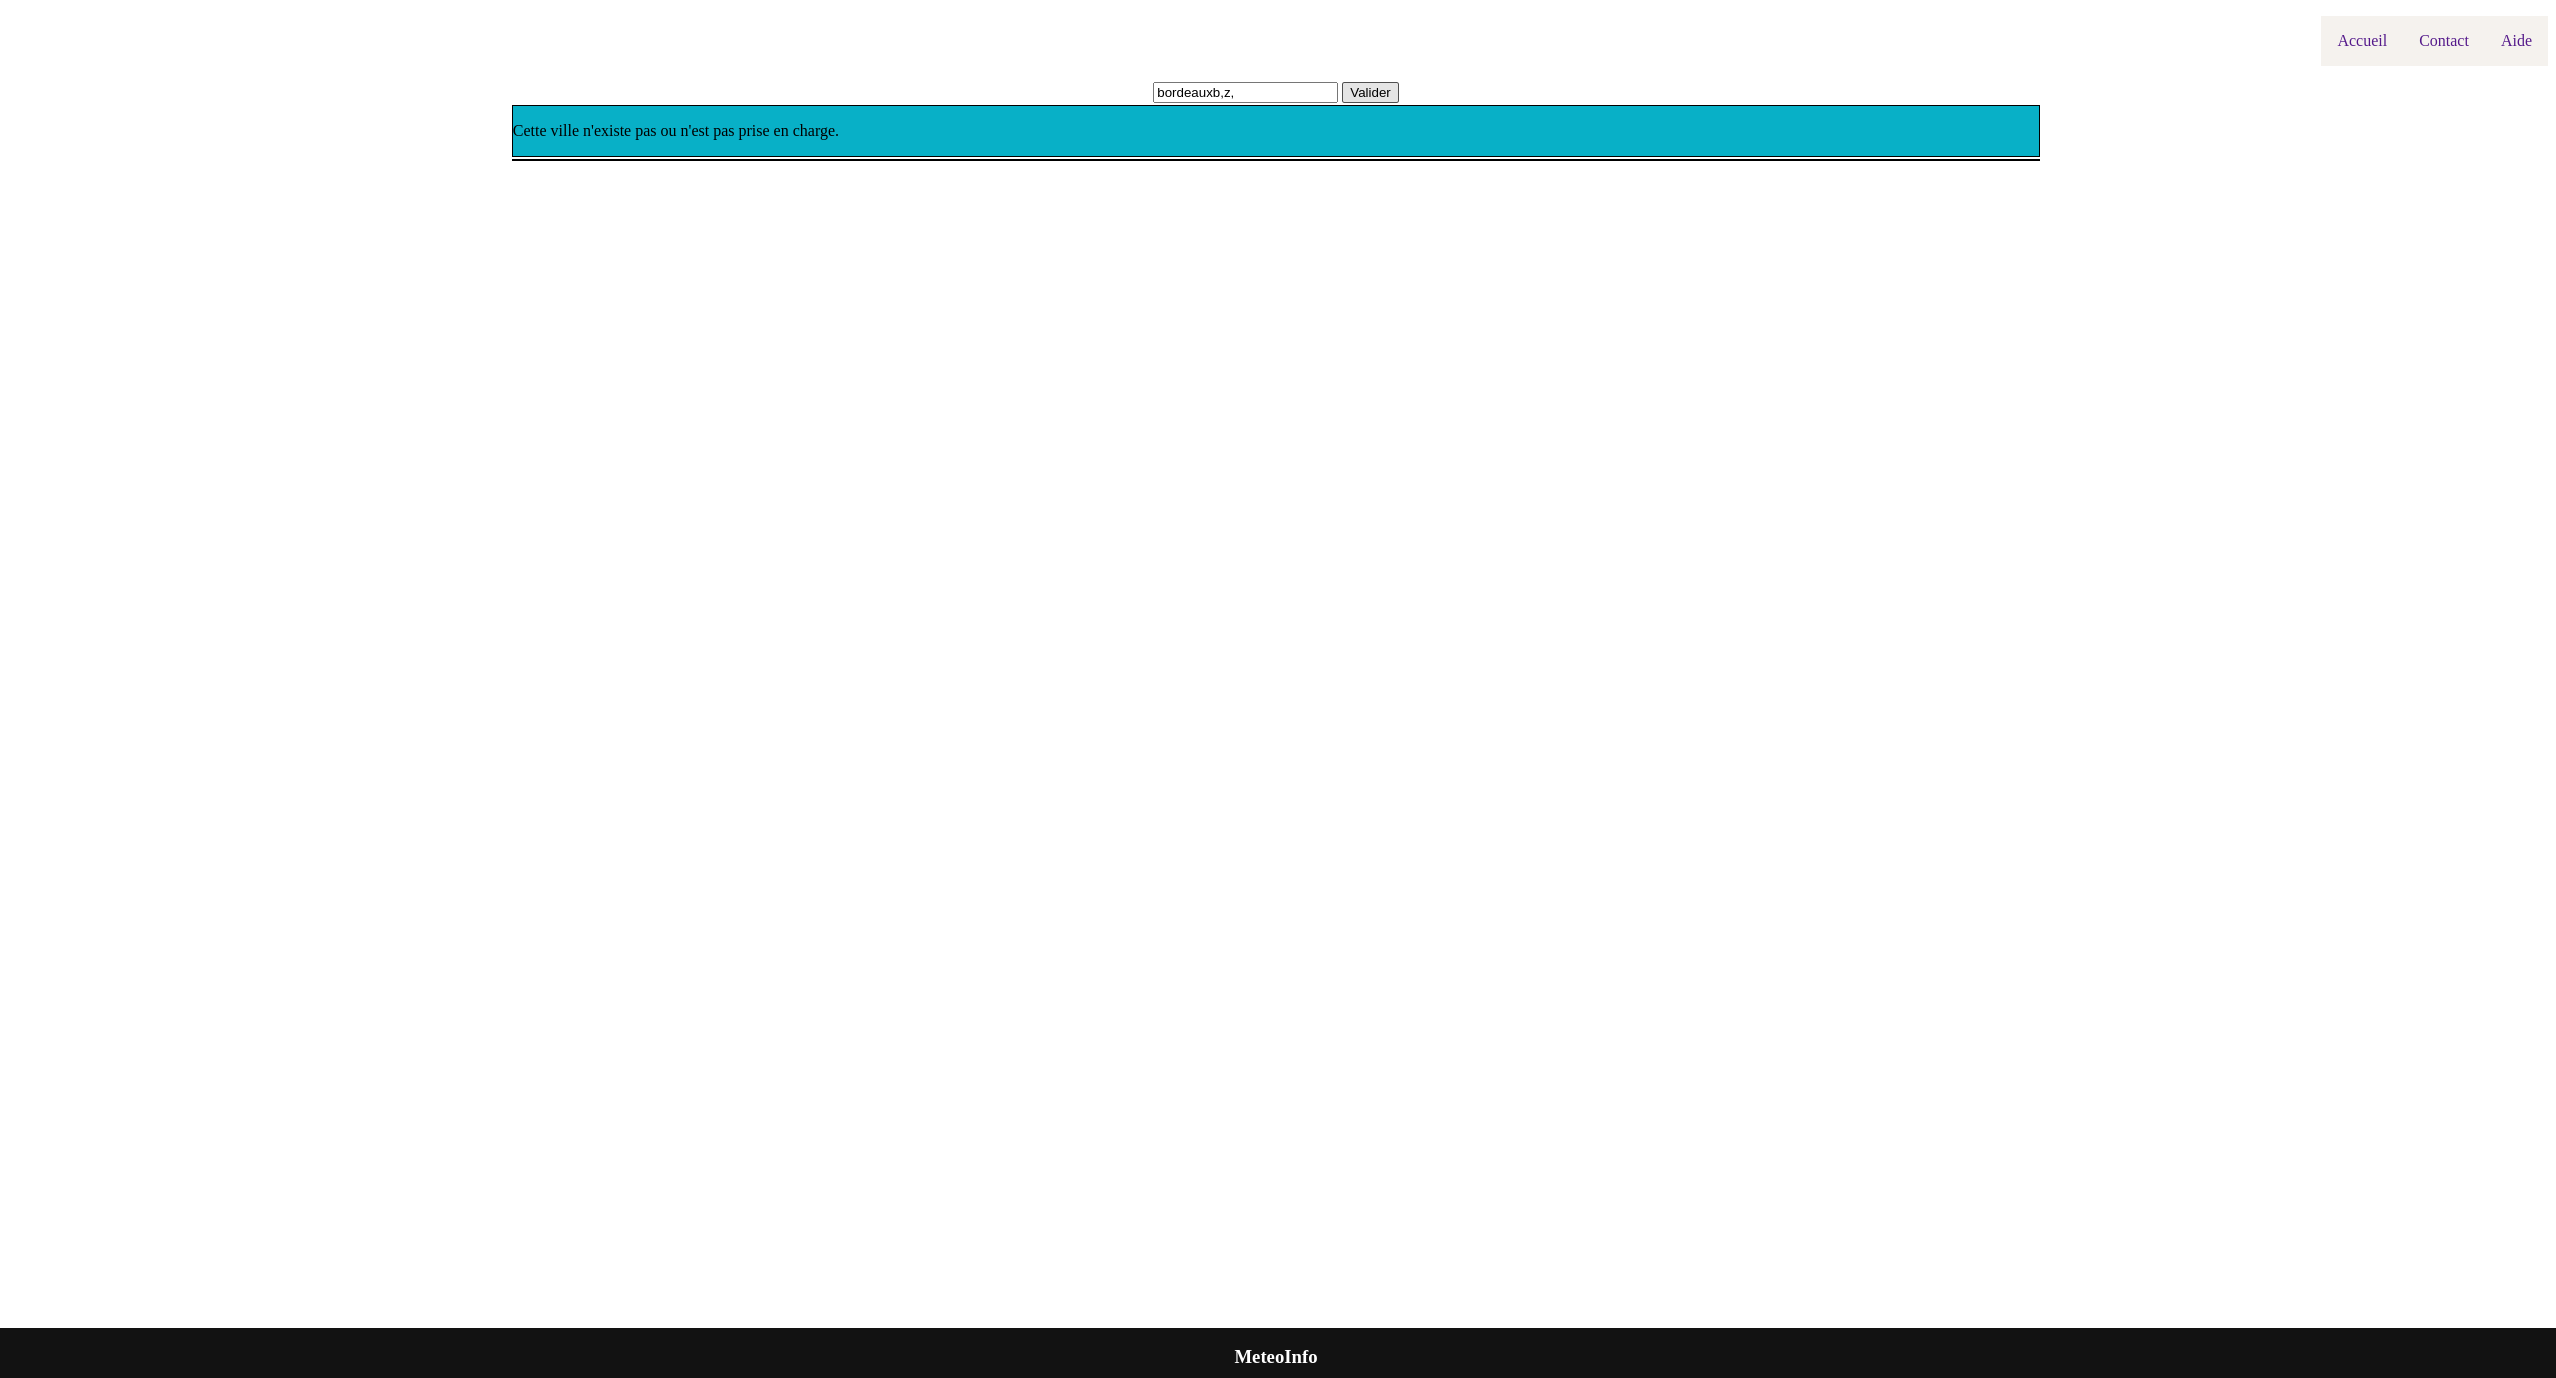 Accueil Contact Aide
bordeauxb,z, Valider
Cette ville n'existe pas ou n'est pas prise en charge.
MeteoInfo